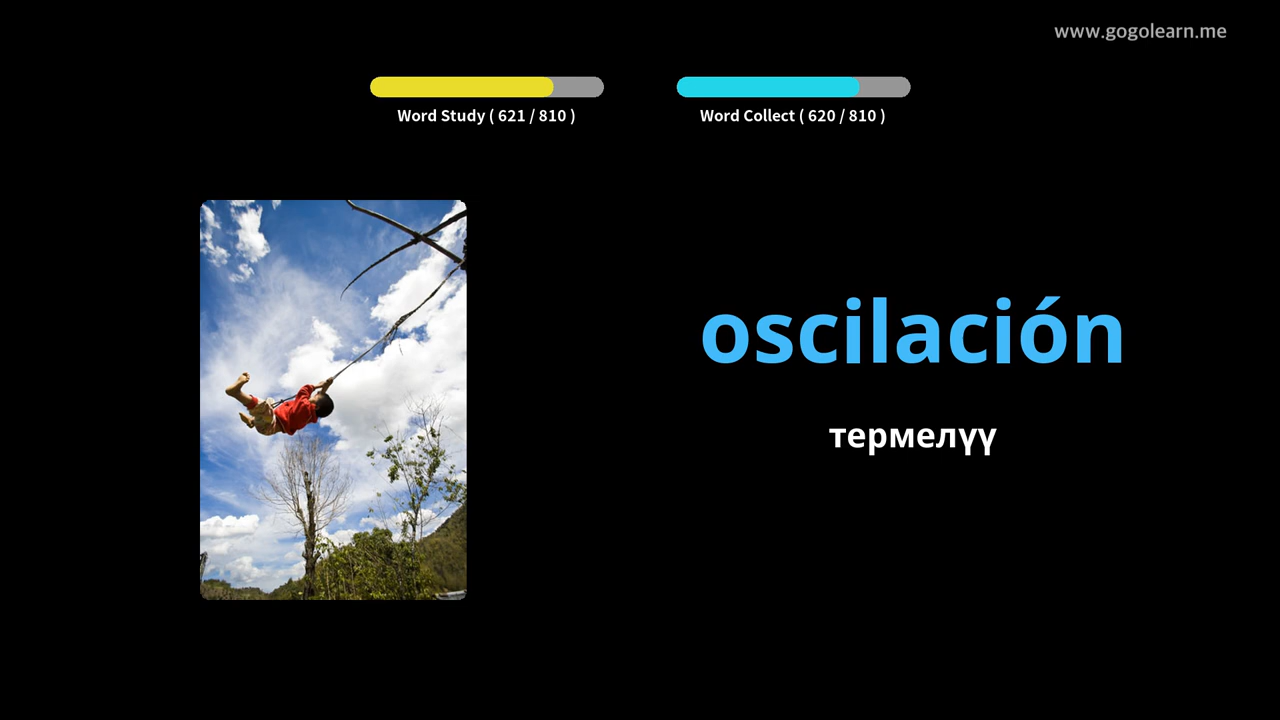 www.gogolearn.me
Word Study ( 621 / 810 )
Word Collect ( 620 / 810 )
oscilación
термелүү